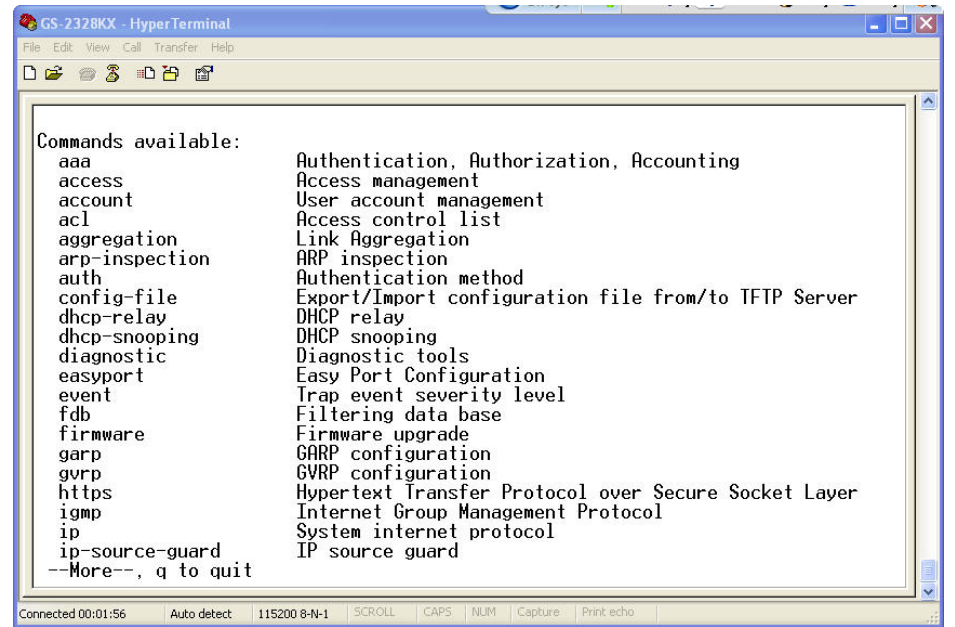 GS-2328KX - HyperTerminal
File Edit View Call Transfer Help
Commands available:
aaa Authentication, Authorization, Accounting
access Access management
account User account management
acl Access control list
aggregation Link Aggregation
arp-inspection ARP inspection
auth Authentication method
config-file Export/Import configuration file from/to TFTP Server
dhcp-relay DHCP relay
dhcp-snooping DHCP snooping
diagnostic Diagnostic tools
easyport Easy Port Configuration
event Trap event severity level
fdb Filtering data base
firmware Firmware upgrade
garp GARP configuration
gvrp GVRP configuration
https Hypertext Transfer Protocol over Secure Socket Layer
igmp Internet Group Management Protocol
ip System internet protocol
ip-source-guard IP source guard
--More--, q to quit
Connected 00:01:56 Auto detect 115200 8-N-1 SCROLL CAPS NUM Capture Print echo